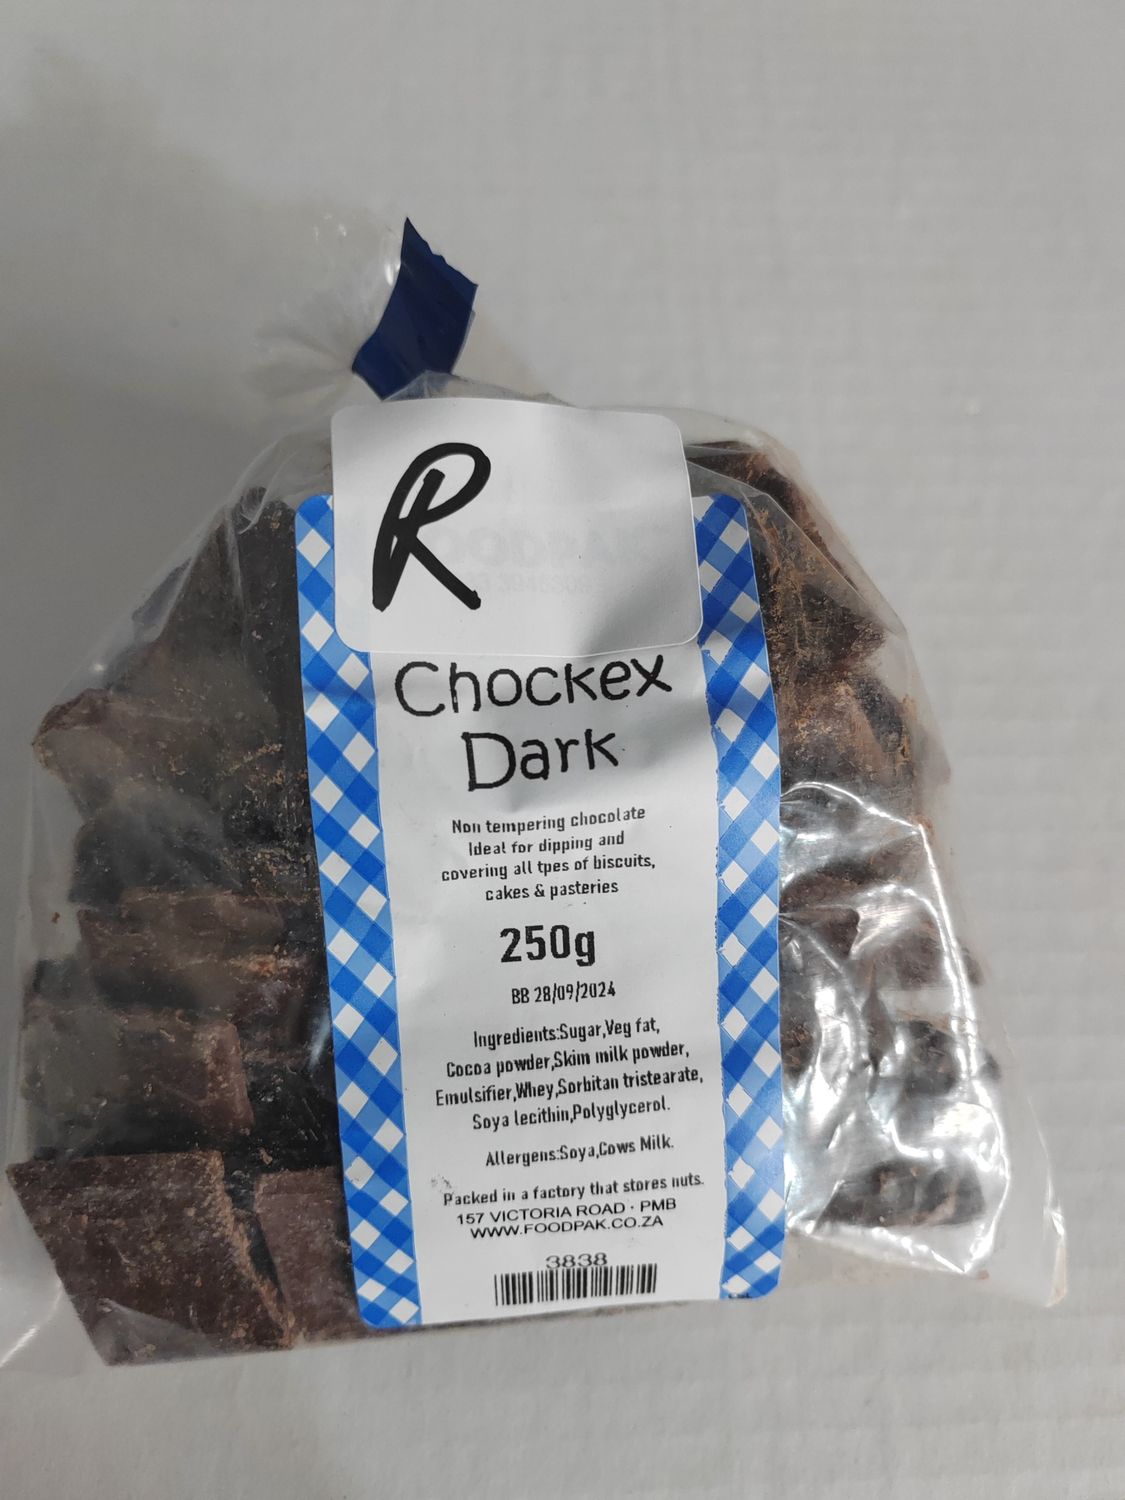 R
Chockex
Dark
Non tempering chocolate
Ideal for dipping and
covering all tpes of biscuits,
cakes & pasteries
250g
BB 28/09/2024
Ingredients:Sugar,Veg fat,
Cocoa powder,Skim milk powder,
Emulsifier,Whey,Sorbitan tristearate,
Soya lecithin,Polyglycerol.
Allergens:Soya,Cows Milk.
Packed in a factory that stores nuts.
157 VICTORIA ROAD · PMB
WWW.FOODPAK.CO.ZA
3838